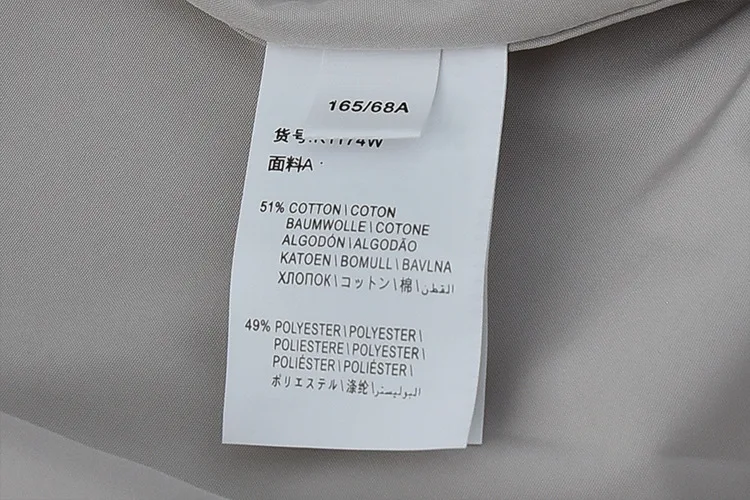 165/68A
货号:K1174W
面料A
51% COTTON\COTON
BAUMWOLLE\COTONE
ALGODÓN\ALGODÃO
KATOEN\BOMULL\BAVLNA
ХЛОПОК\コットン\棉\القطن
49% POLYESTER\POLYESTER\
POLIESTERE\POLYESTER\
POLIÉSTER\POLIÉSTER\
ポリエステル\涤纶\البوليستر